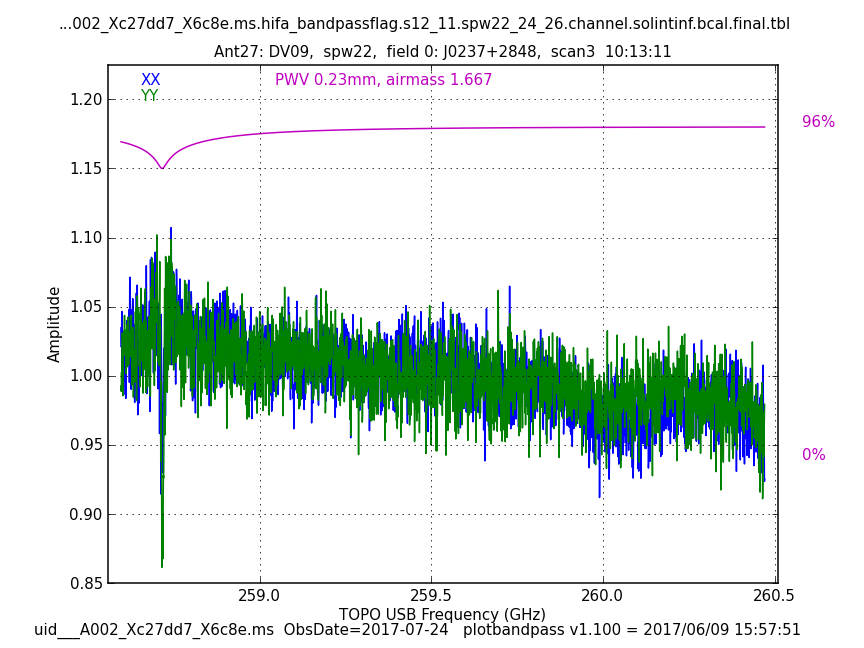 ...002_Xc27dd7_X6c8e.ms.hifa_bandpassflag.s12_11.spw22_24_26.channel.solintinf.bcal.final.tbl
Ant27: DV09, spw22, field 0: J0237+2848, scan3 10:13:11
XX
YY
PWV 0.23mm, airmass 1.667
96%
0%
Amplitude
1.20
1.15
1.10
1.05
1.00
0.95
0.90
0.85
259.0 259.5 260.0 260.5
TOPO USB Frequency (GHz)
uid___A002_Xc27dd7_X6c8e.ms ObsDate=2017-07-24 plotbandpass v1.100 = 2017/06/09 15:57:51